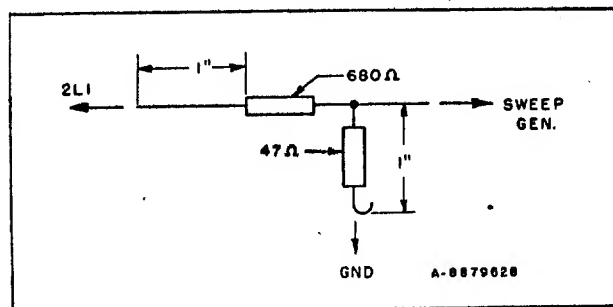 1"
680Ω
2L1
SWEEP
GEN.
47Ω
1"
GND
A-8879628